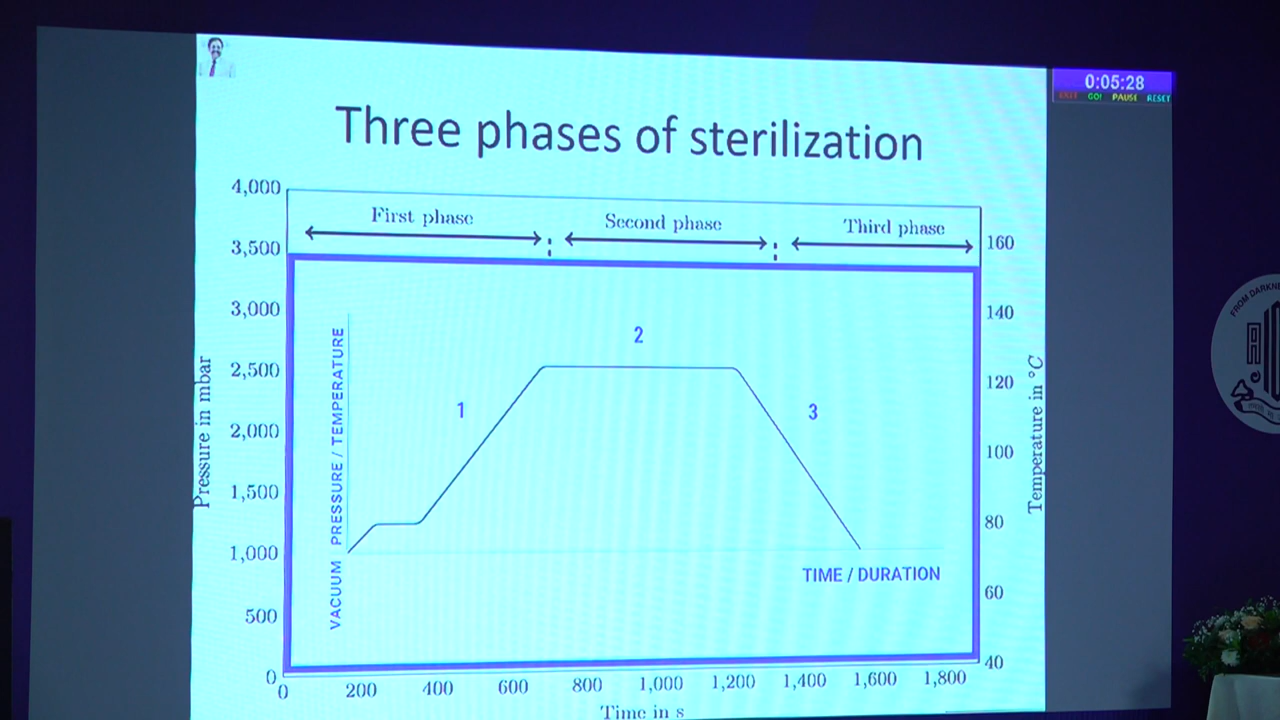 0:05:28
EXIT GO! PAUSE RESET
Three phases of sterilization
4,000
3,500
3,000
2,500
2,000
1,500
1,000
500
0
Pressure in mbar
First phase
Second phase
Third phase
VACUUM PRESSURE / TEMPERATURE
1
2
3
TIME / DURATION
160
140
120
100
80
60
40
Temperature in °C
0 200 400 600 800 1,000 1,200 1,400 1,600 1,800
Time in s
FROM DARKNE